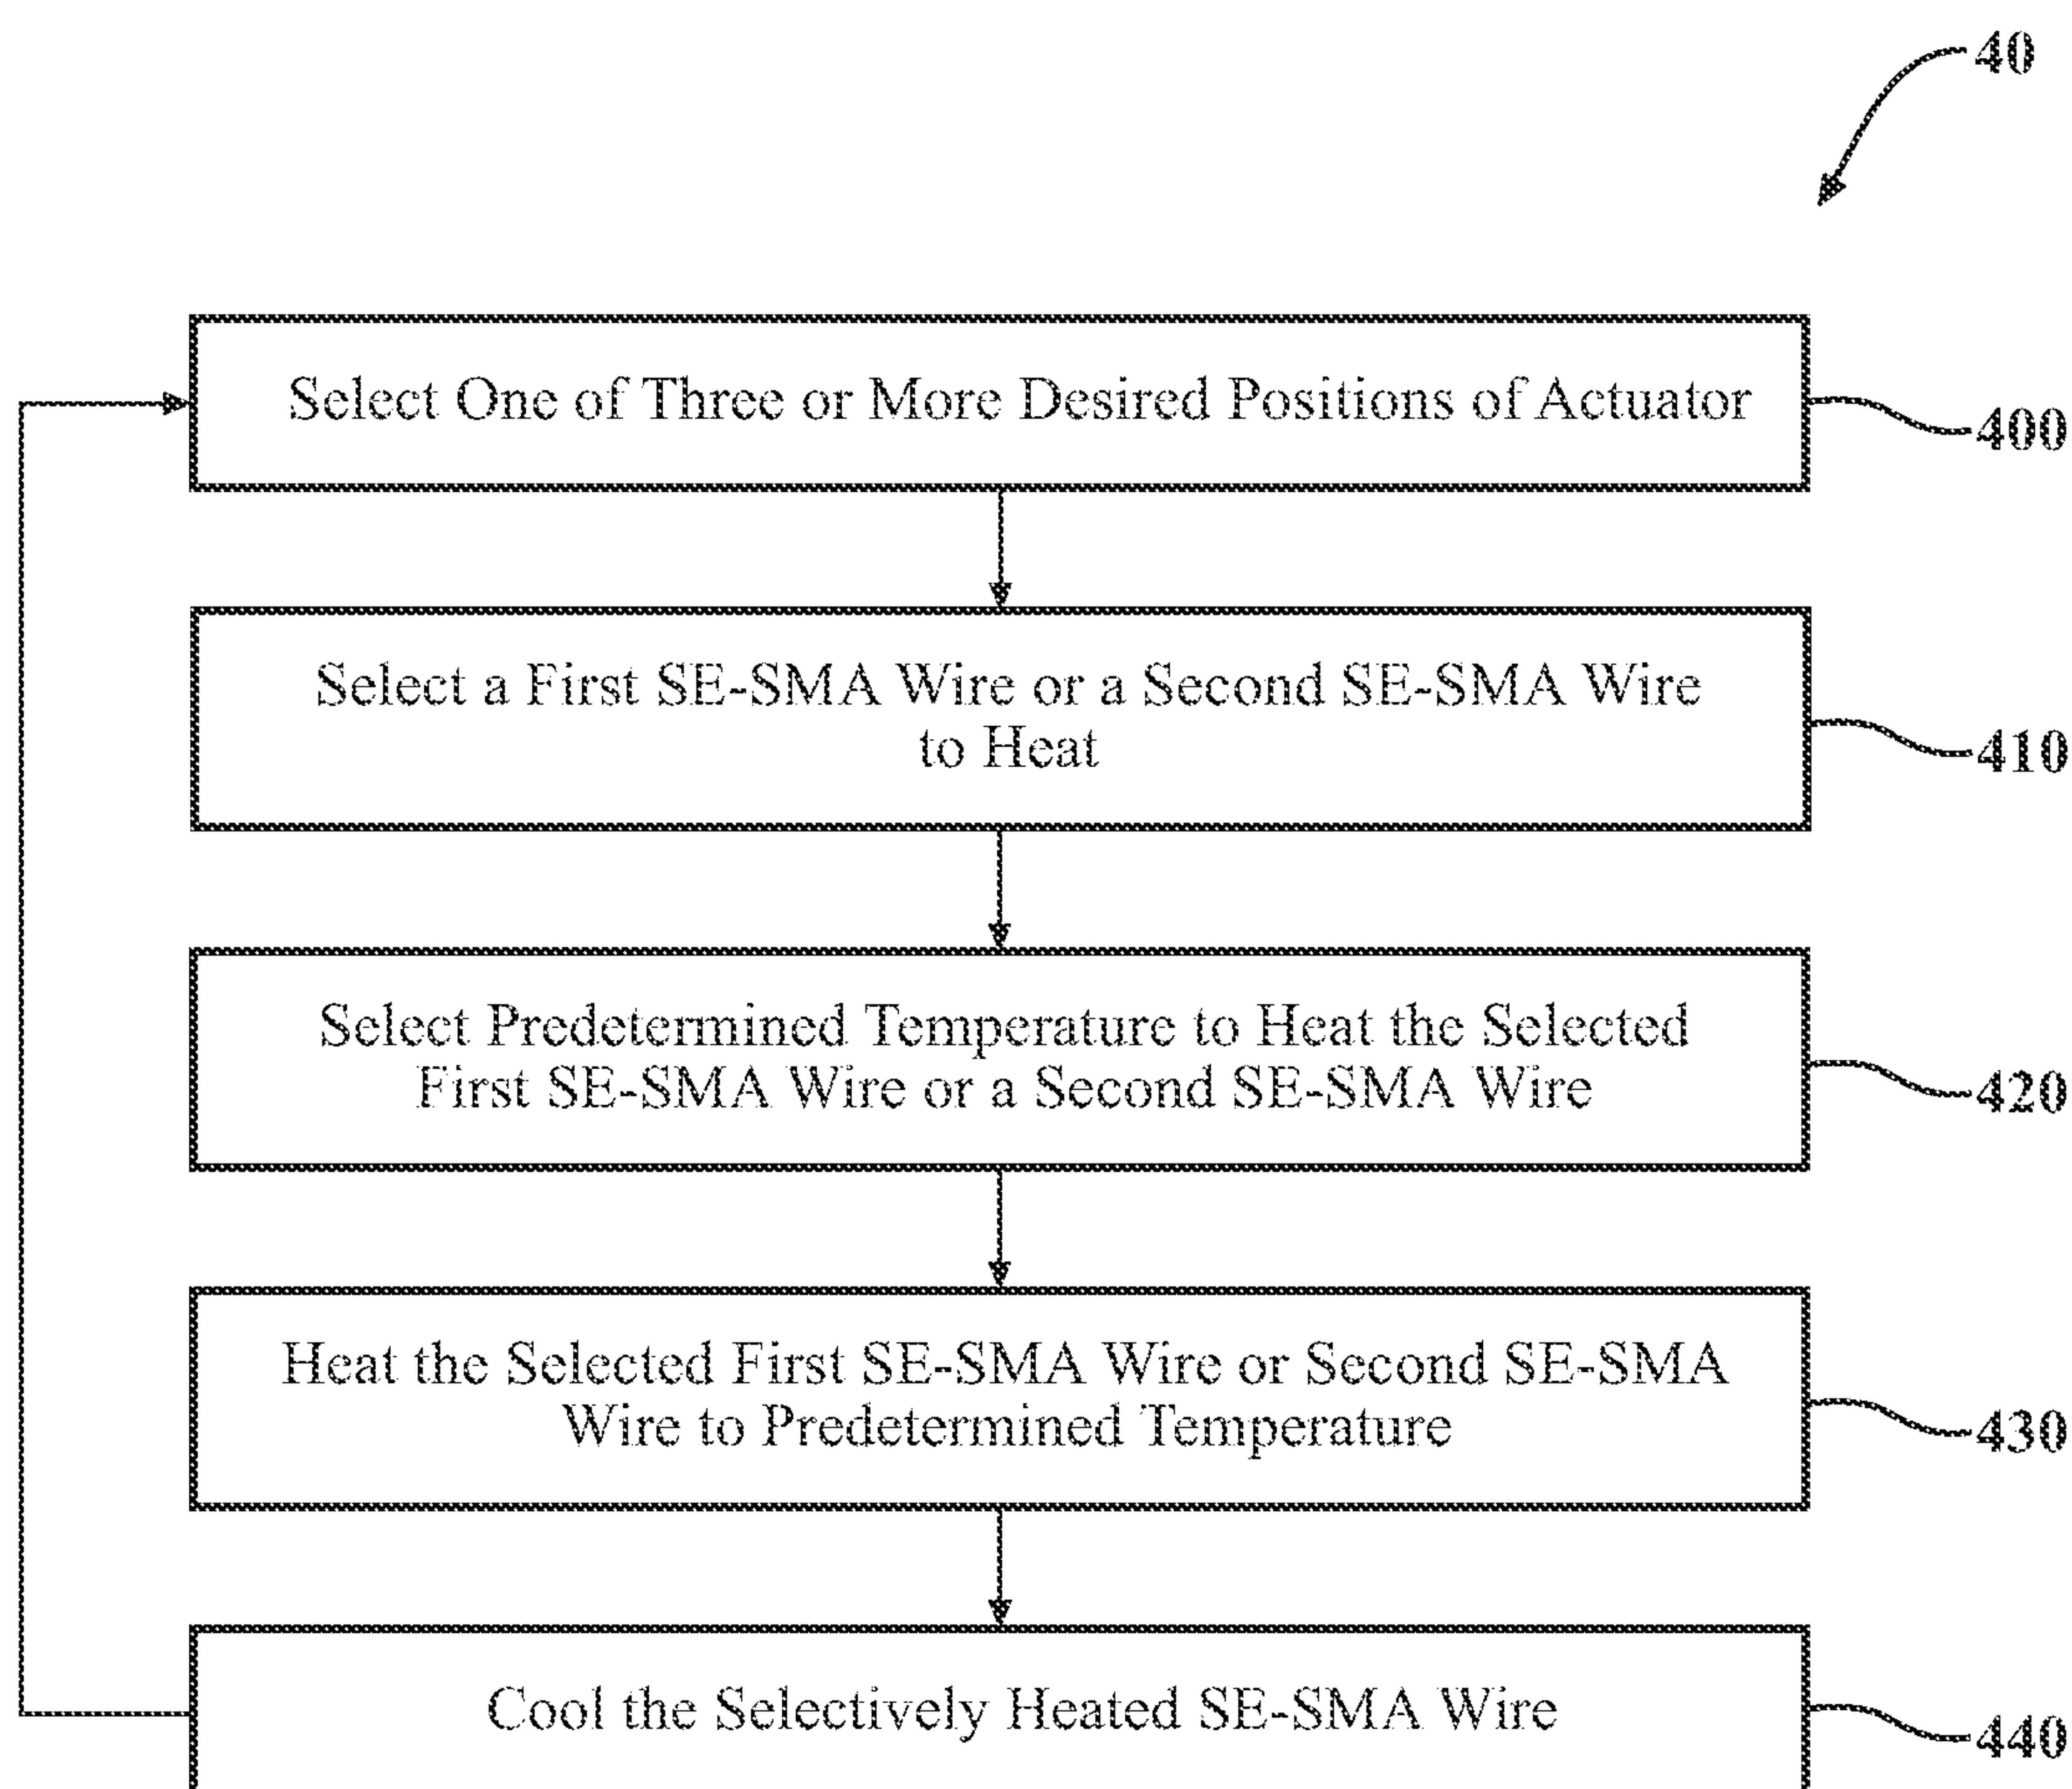 40
Select One of Three or More Desired Positions of Actuator
400
Select a First SE-SMA Wire or a Second SE-SMA Wire
to Heat
410
Select Predetermined Temperature to Heat the Selected
First SE-SMA Wire or a Second SE-SMA Wire
420
Heat the Selected First SE-SMA Wire or Second SE-SMA
Wire to Predetermined Temperature
430
Cool the Selectively Heated SE-SMA Wire
440